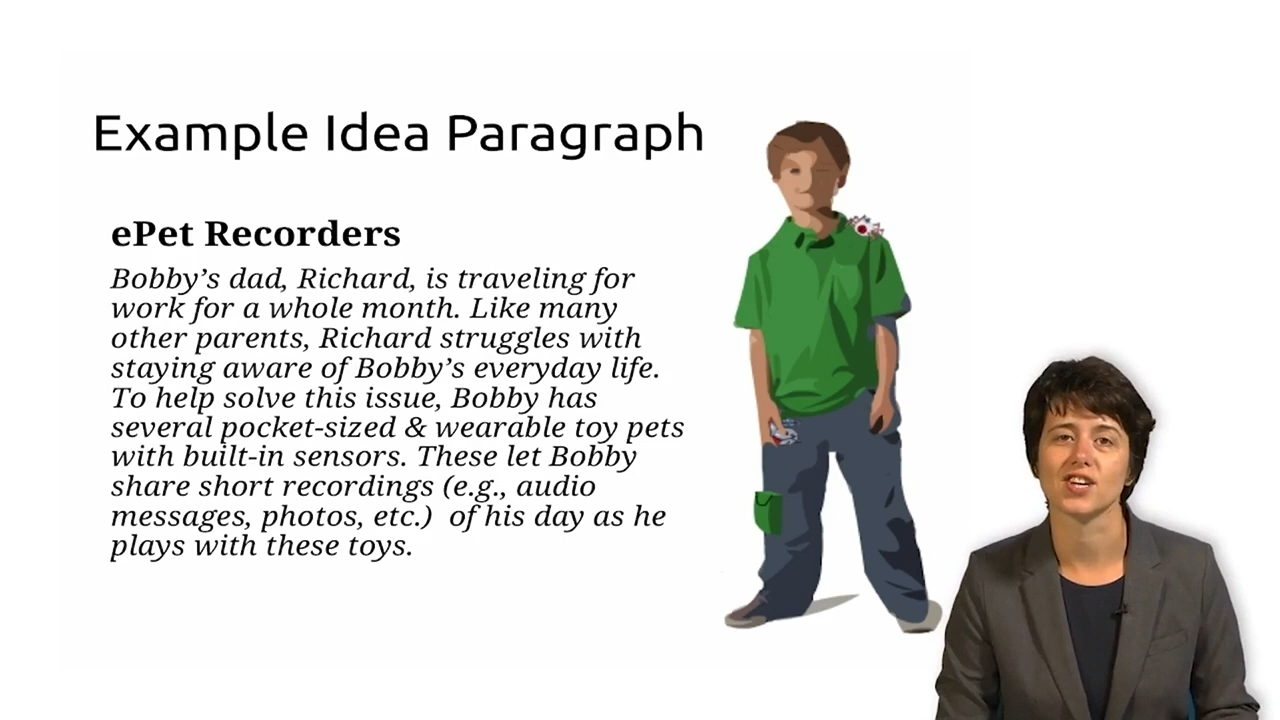 Example Idea Paragraph
ePet Recorders
Bobby’s dad, Richard, is traveling for
work for a whole month. Like many
other parents, Richard struggles with
staying aware of Bobby’s everyday life.
To help solve this issue, Bobby has
several pocket-sized & wearable toy pets
with built-in sensors. These let Bobby
share short recordings (e.g., audio
messages, photos, etc.)  of his day as he
plays with these toys.